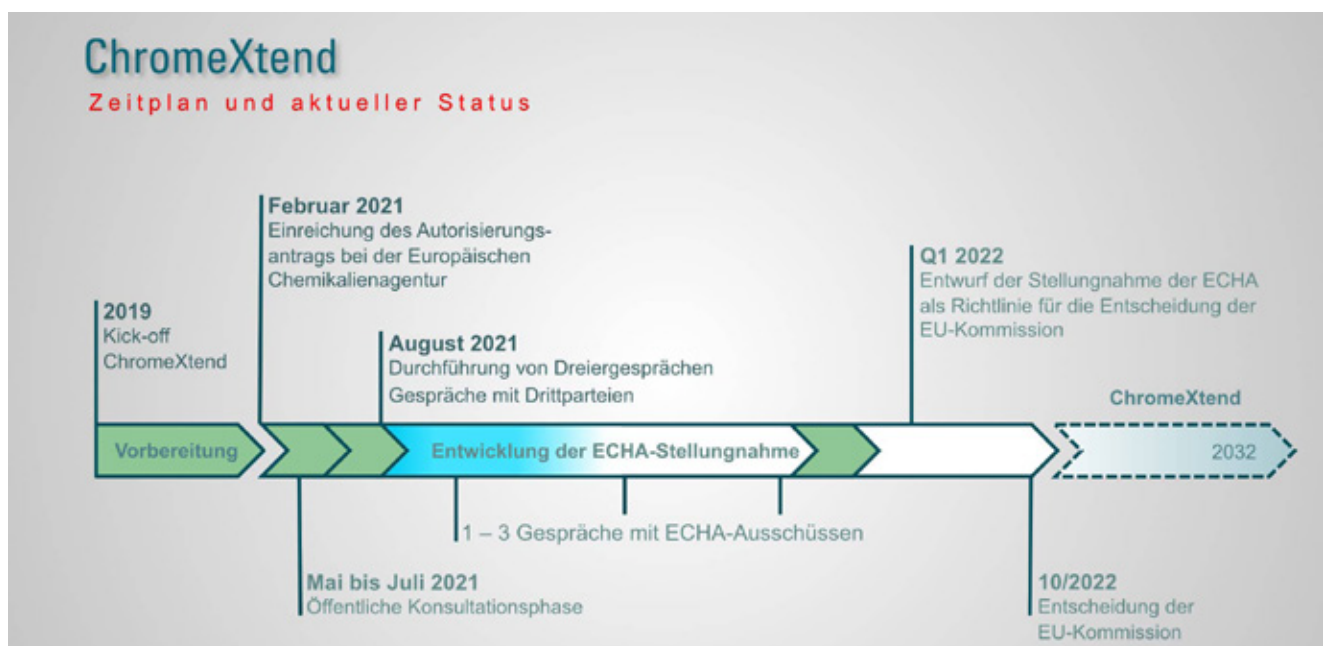 ChromeXtend
Zeitplan und aktueller Status
Februar 2021
Einreichung des Autorisierungs-
antrags bei der Europäischen
Chemikalienagentur
Q1 2022
Entwurf der Stellungnahme der ECHA
als Richtlinie für die Entscheidung der
EU-Kommission
2019
Kick-off
ChromeXtend
August 2021
Durchführung von Dreiergesprächen
Gespräche mit Drittparteien
ChromeXtend
Vorbereitung
Entwicklung der ECHA-Stellungnahme
2032
1 – 3 Gespräche mit ECHA-Ausschüssen
Mai bis Juli 2021
Öffentliche Konsultationsphase
10/2022
Entscheidung der
EU-Kommission